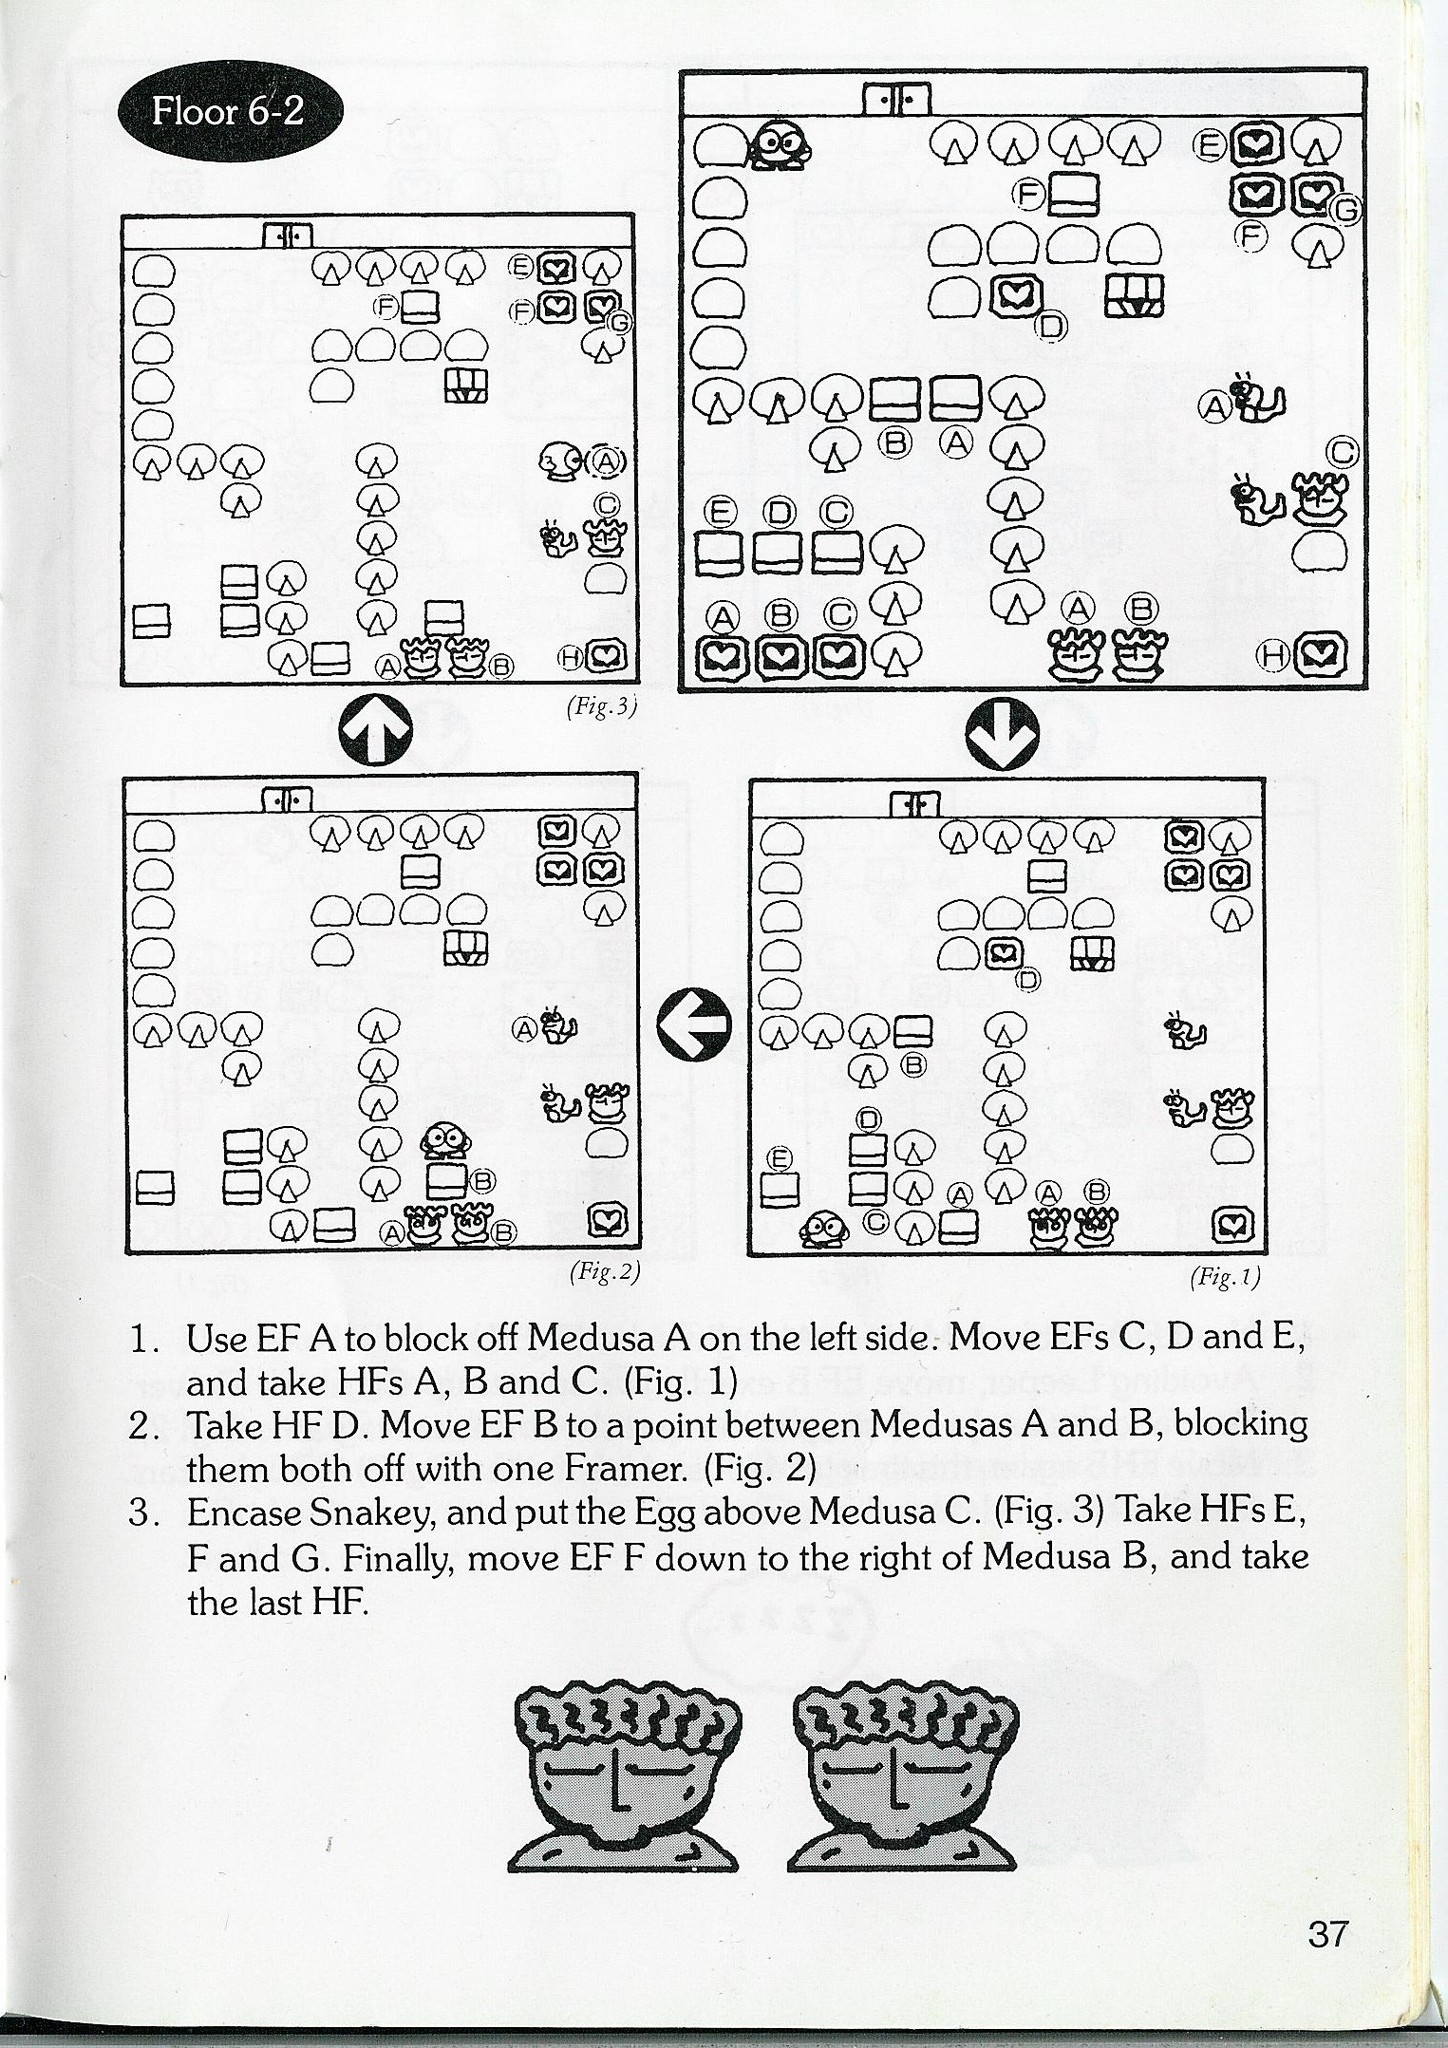 Floor 6-2
E
F
G
F
D
A
B
A
C
E
D
C
A
B
C
A
B
H
E
F
F
G
A
C
A
B
H
(Fig.3)
A
B
A
B
(Fig.2)
D
B
D
E
A
A
B
C
(Fig.1)
1. Use EF A to block off Medusa A on the left side. Move EFs C, D and E,
and take HFs A, B and C. (Fig. 1)
2. Take HF D. Move EF B to a point between Medusas A and B, blocking
them both off with one Framer. (Fig. 2)
3. Encase Snakey, and put the Egg above Medusa C. (Fig. 3) Take HFs E,
F and G. Finally, move EF F down to the right of Medusa B, and take
the last HF.
37